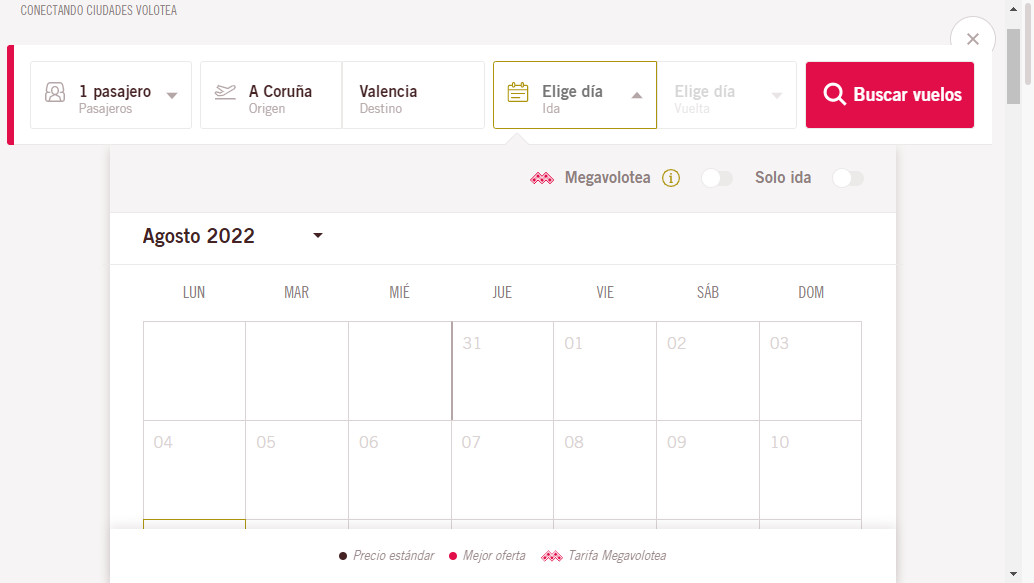 CONECTANDO CIUDADES VOLOTEA
1 pasajero
Pasajeros
A Coruña
Origen
Valencia
Destino
Elige día
Ida
Elige día
Vuelta
Buscar vuelos
Megavolotea
Solo ida
Agosto 2022
LUN MAR MIÉ JUE VIE SÁB DOM
31 01 02 03
04 05 06 07 08 09 10
Precio estándar Mejor oferta Tarifa Megavolotea